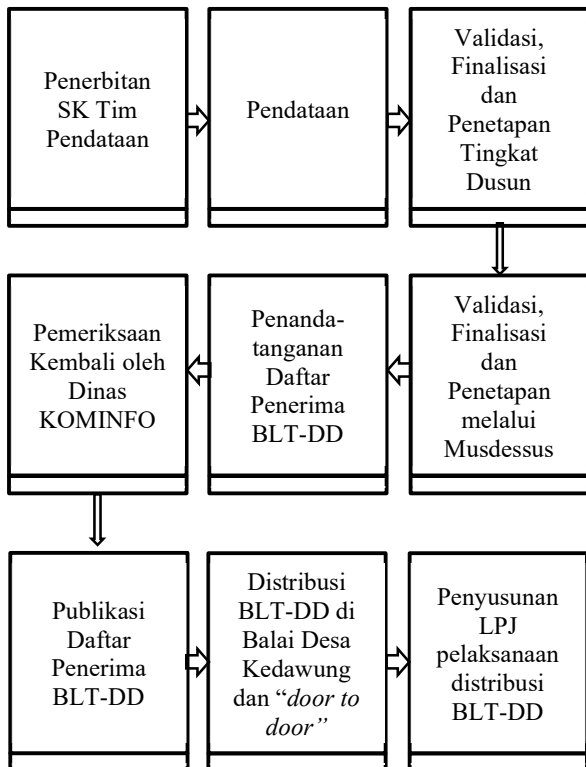 Penerbitan
SK Tim
Pendataan
Pendataan
Validasi,
Finalisasi
dan
Penetapan
Tingkat
Dusun
Validasi,
Finalisasi
dan
Penetapan
melalui
Musdessus
Penanda-
tanganan
Daftar
Penerima
BLT-DD
Pemeriksaan
Kembali oleh
Dinas
KOMINFO
Publikasi
Daftar
Penerima
BLT-DD
Distribusi
BLT-DD di
Balai Desa
Kedawung
dan “door to
door”
Penyusunan
LPJ
pelaksanaan
distribusi
BLT-DD